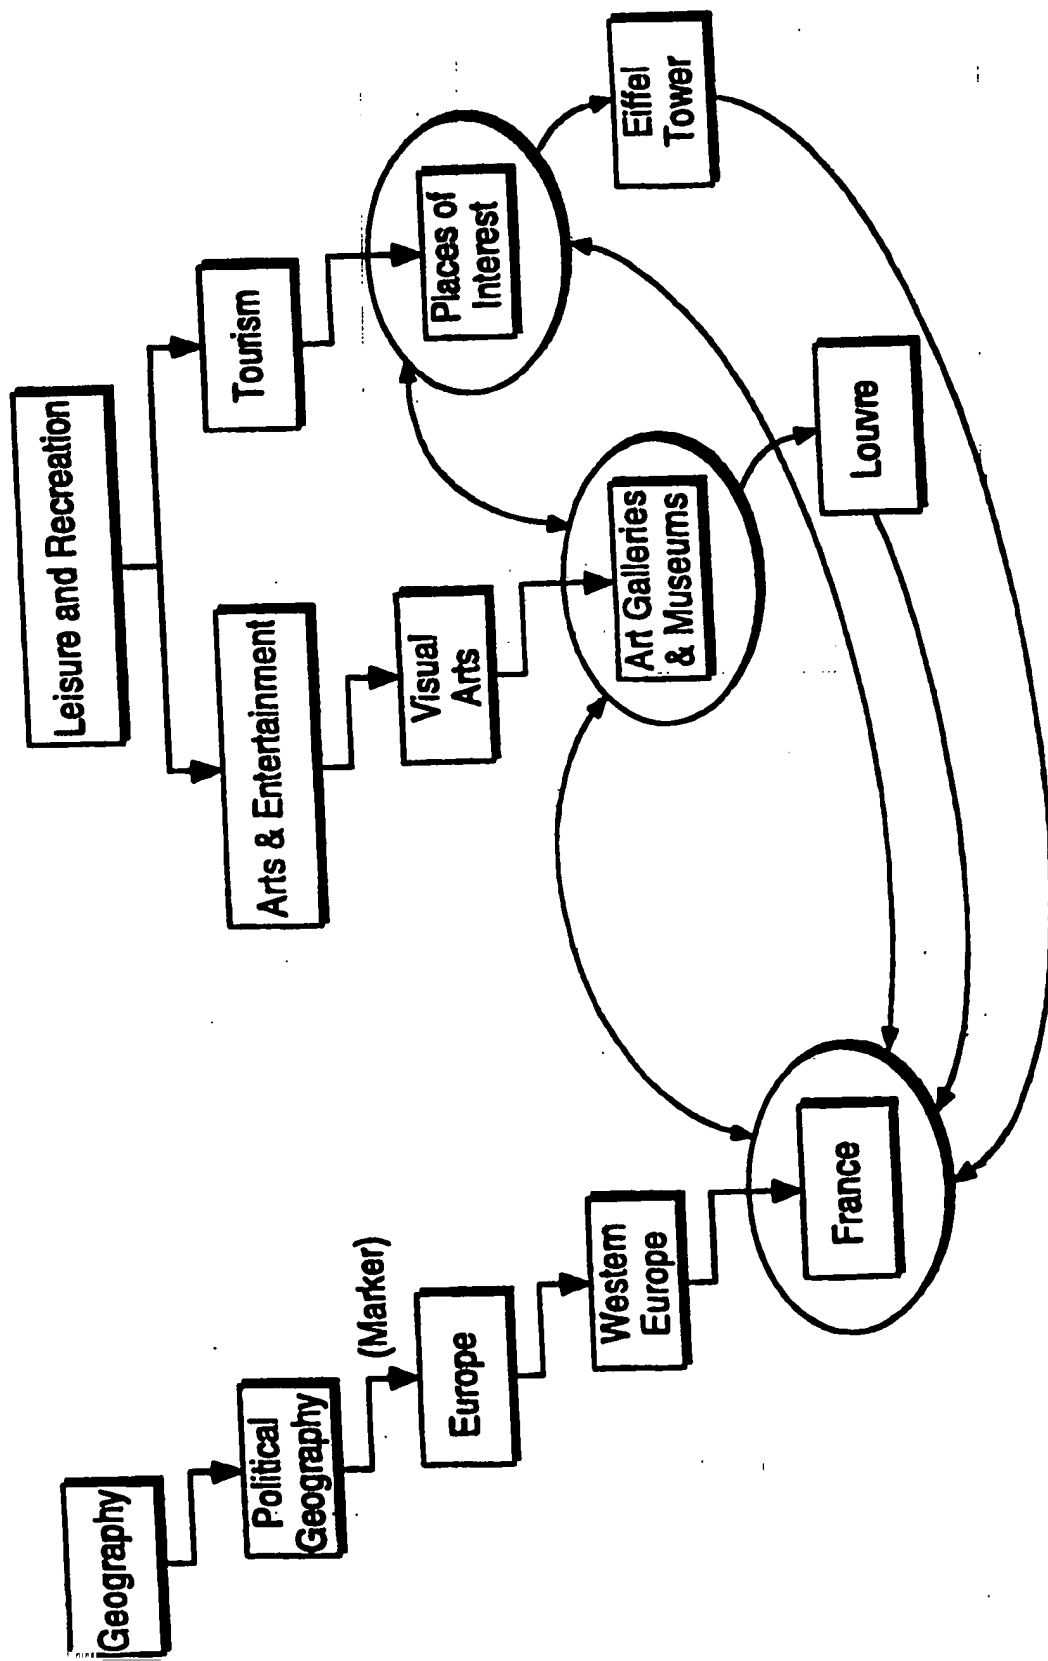 Geography
Political
Geography
(Marker)
Europe
Western
Europe
France
Leisure and Recreation
Arts & Entertainment
Visual
Arts
Art Galleries
& Museums
Louvre
Tourism
Places of
Interest
Eiffel
Tower